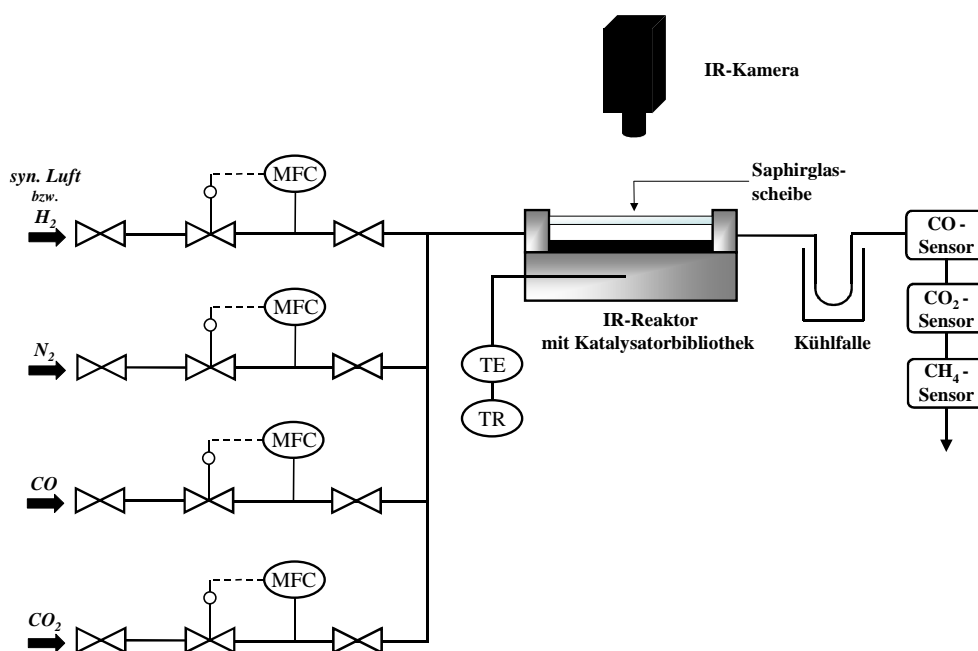 IR-Kamera
syn. Luft
bzw.
H2
MFC
Saphirglas-
scheibe
CO -
Sensor
CO2 -
Sensor
CH4 -
Sensor
IR-Reaktor
mit Katalysatorbibliothek
Kühlfalle
N2
MFC
TE
TR
CO
MFC
CO2
MFC